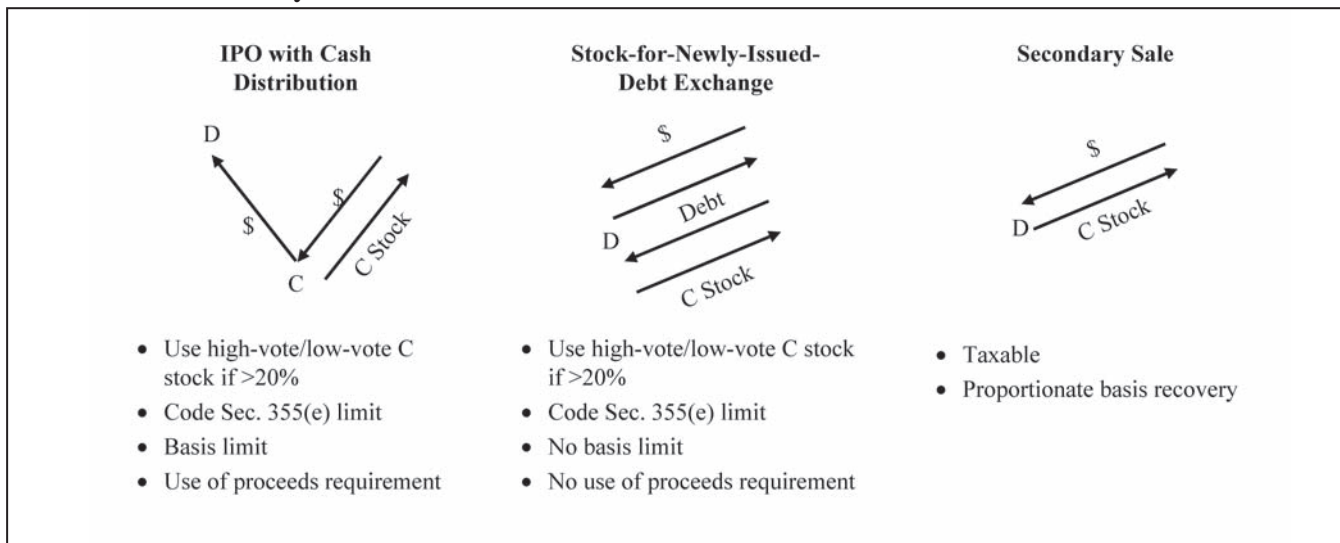 IPO with Cash
Distribution
D
$
$
C Stock
C
• Use high-vote/low-vote C
stock if >20%
• Code Sec. 355(e) limit
• Basis limit
• Use of proceeds requirement
Stock-for-Newly-Issued-
Debt Exchange
$
Debt
D
C Stock
• Use high-vote/low-vote C stock
if >20%
• Code Sec. 355(e) limit
• No basis limit
• No use of proceeds requirement
Secondary Sale
$
D
C Stock
• Taxable
• Proportionate basis recovery